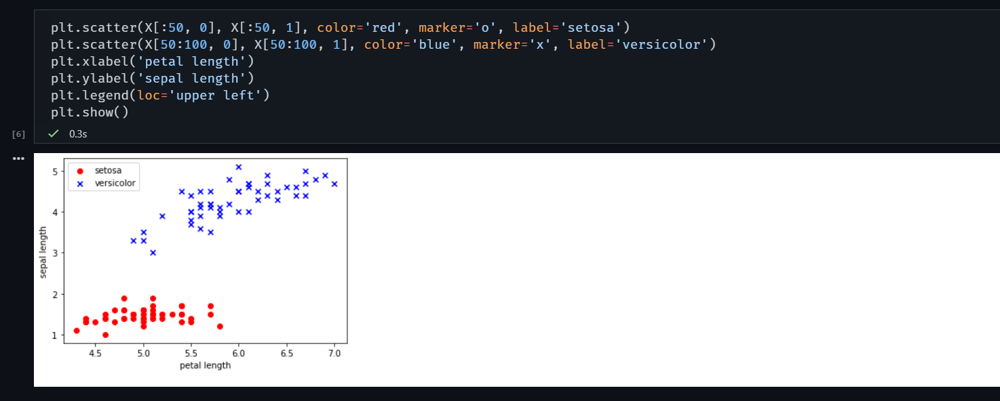 plt.scatter(X[:50, 0], X[:50, 1], color='red', marker='o', label='setosa')
plt.scatter(X[50:100, 0], X[50:100, 1], color='blue', marker='x', label='versicolor')
plt.xlabel('petal length')
plt.ylabel('sepal length')
plt.legend(loc='upper left')
plt.show()
[6] 0.3s
setosa
versicolor
sepal length
5
4
3
2
1
4.5 5.0 5.5 6.0 6.5 7.0
petal length